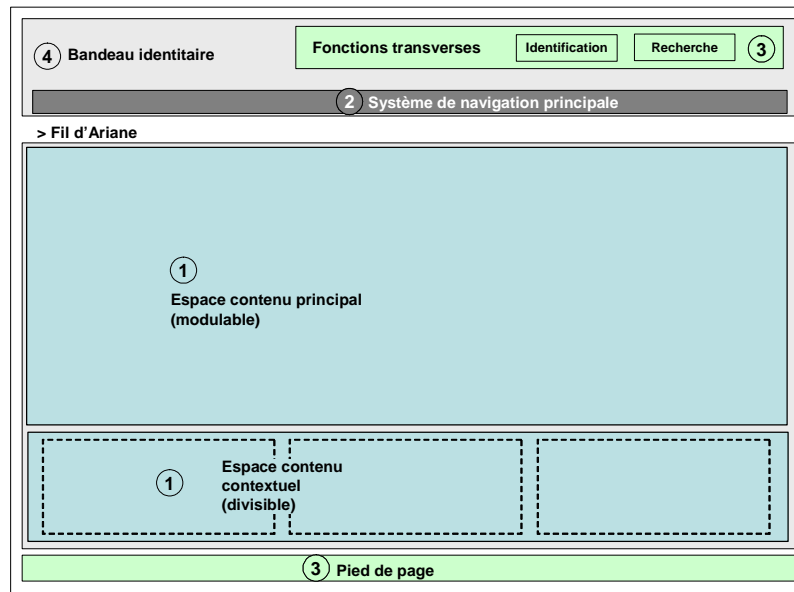 4 Bandeau identitaire
Fonctions transverses
Identification
Recherche
3
2 Système de navigation principale
> Fil d’Ariane
1
Espace contenu principal
(modulable)
1
Espace contenu
contextuel
(divisible)
3 Pied de page